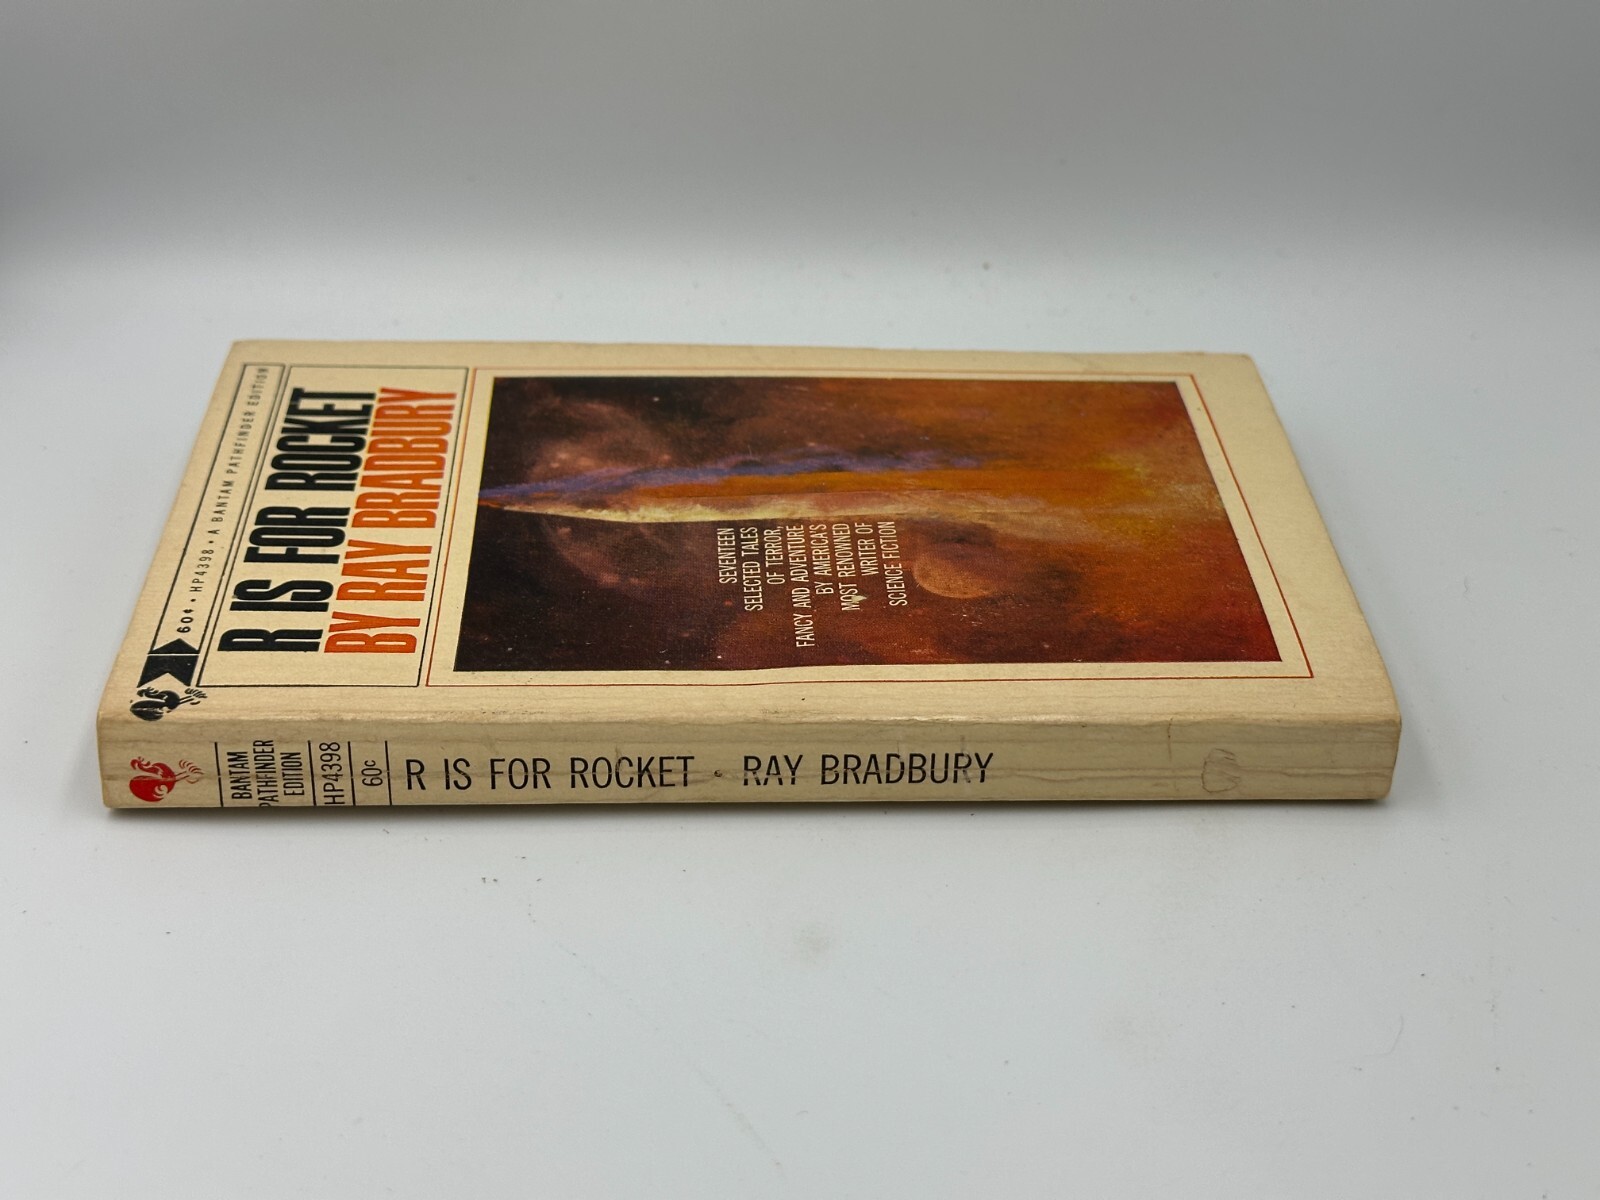 60¢ • HP4398 • A BANTAM PATHFINDER EDITION
R IS FOR ROCKET
BY RAY BRADBURY
SEVENTEEN
SELECTED TALES
OF TERROR,
FANCY AND ADVENTURE
BY AMERICA'S
MOST RENOWNED
WRITER OF
SCIENCE FICTION
BANTAM
PATHFINDER
EDITION
HP4398
60¢
R IS FOR ROCKET • RAY BRADBURY